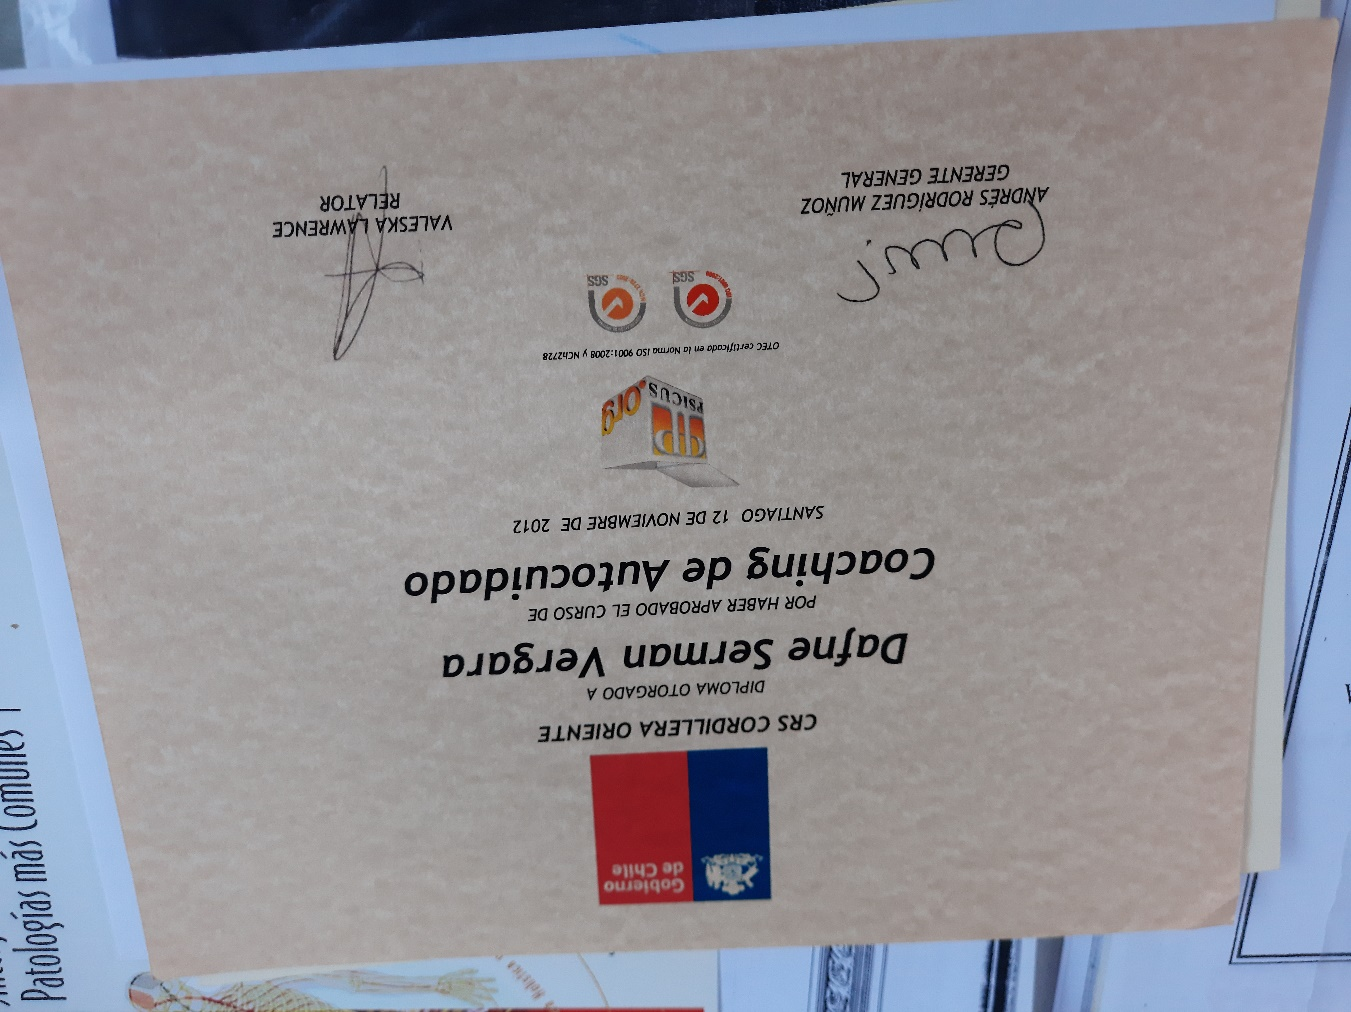 Gobierno
de Chile
CRS CORDILLERA ORIENTE
DIPLOMA OTORGADO A
Dafne Serman Vergara
POR HABER APROBADO EL CURSO DE
Coaching de Autocuidado
SANTIAGO 12 DE NOVIEMBRE DE 2012
PSICUS.org
OTEC certificado en la Norma ISO 9001:2008 y NCh2728
SGS
SGS
ANDRÉS RODRÍGUEZ MUÑOZ
GERENTE GENERAL
VALESKA LAWRENCE
RELATOR
Patologías más Comunes